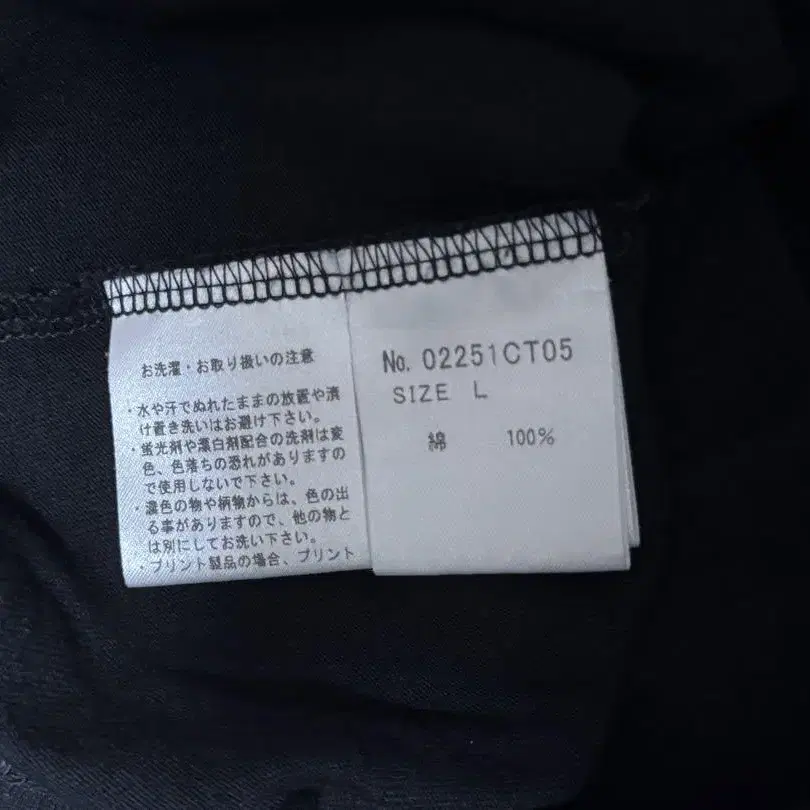 お洗濯・お取り扱いの注意
・水や汗でぬれたままの放置や漬
け置き洗いはお避け下さい。
・蛍光剤や漂白剤配合の洗剤は変
色、色落ちの恐れがありますの
で使用しないで下さい。
・濃色の物や柄物からは、色の出
る事がありますので、他の物と
は別にしてお洗い下さい。
・プリント製品の場合、プリント
No. 02251CT05
SIZE L
綿 100%